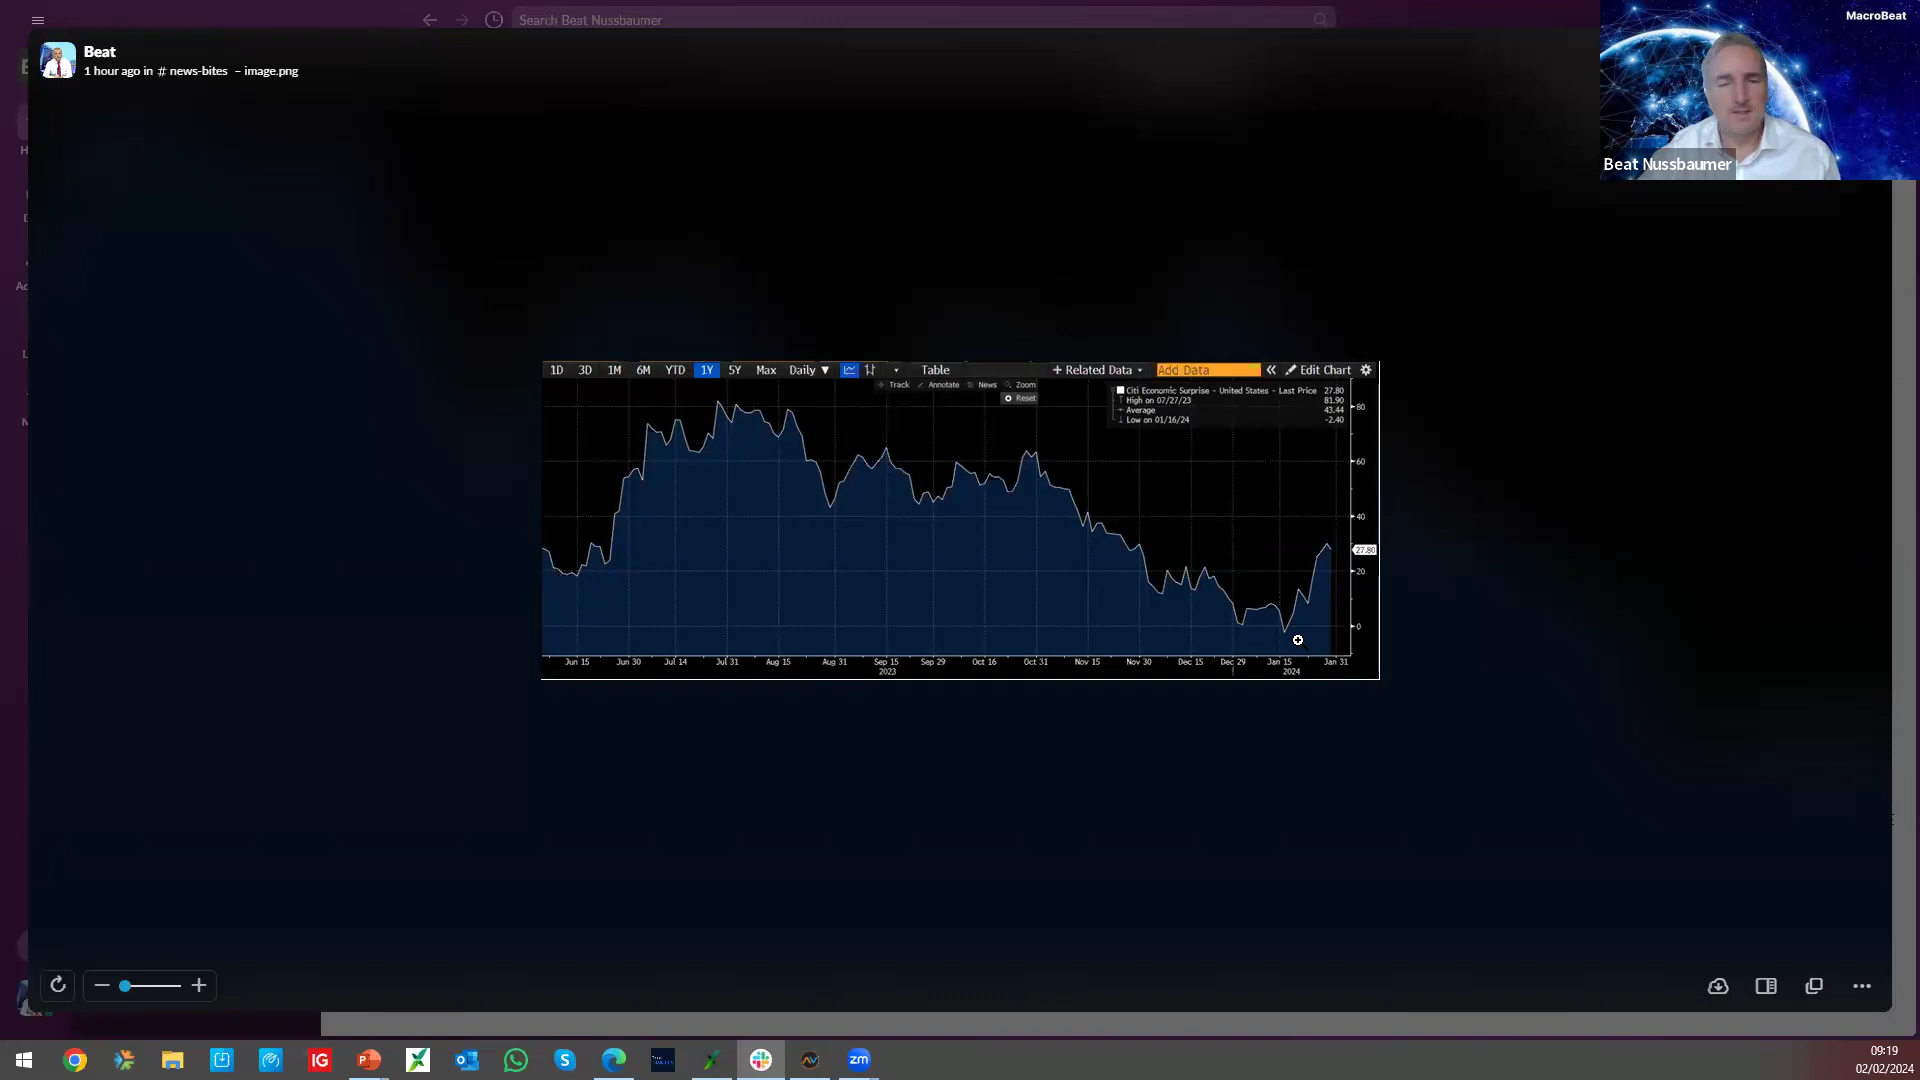 Search Beat Nussbaumer
MacroBeat
Beat
1 hour ago in # news-bites – image.png
Beat Nussbaumer
1D 3D 1M 6M YTD 1Y 5Y Max Daily ▼ Table + Related Data Add Data « Edit Chart
Track Annotate News Zoom
Reset
Citi Economic Surprise - United States - Last Price 27.80
High on 07/27/23 81.90
Average 43.44
Low on 01/16/24 -2.40
80
60
40
27.80
20
0
Jun 15 Jun 30 Jul 14 Jul 31 Aug 15 Aug 31 Sep 15 Sep 29 Oct 16 Oct 31 Nov 15 Nov 30 Dec 15 Dec 29 Jan 15 Jan 31
2023 2024
IG
zm
09:19
02/02/2024